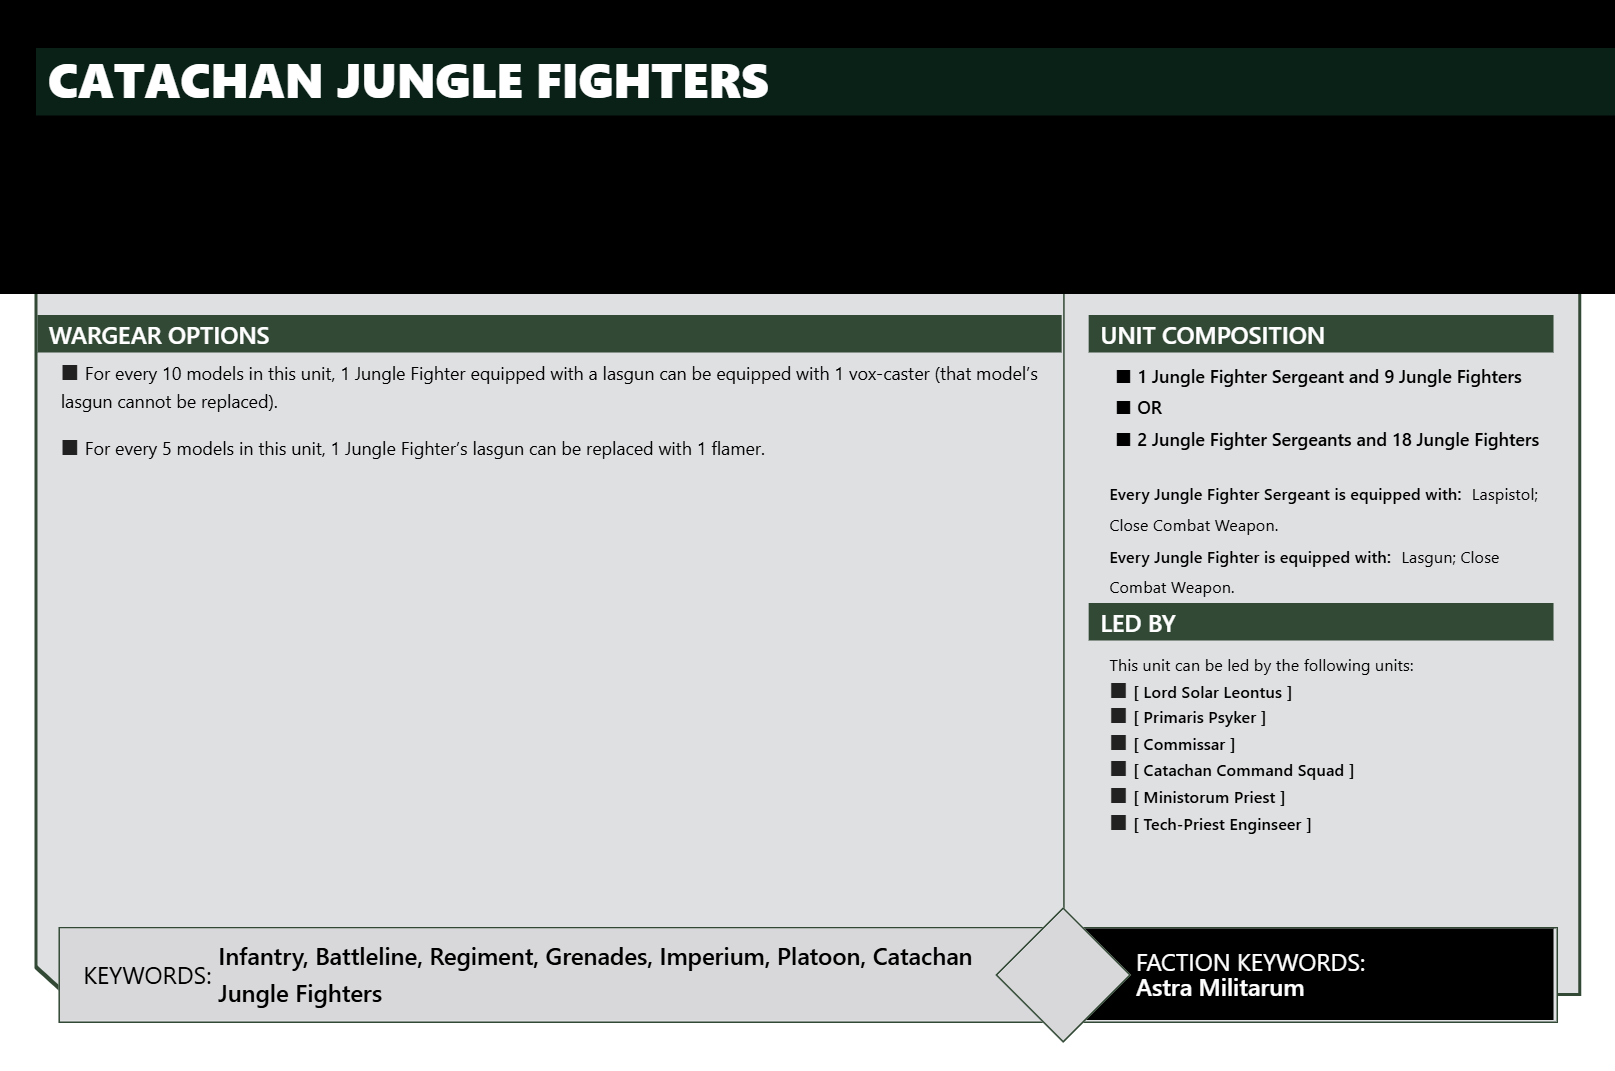 CATACHAN JUNGLE FIGHTERS
WARGEAR OPTIONS
■ For every 10 models in this unit, 1 Jungle Fighter equipped with a lasgun can be equipped with 1 vox-caster (that model’s
lasgun cannot be replaced).
■ For every 5 models in this unit, 1 Jungle Fighter’s lasgun can be replaced with 1 flamer.
UNIT COMPOSITION
■ 1 Jungle Fighter Sergeant and 9 Jungle Fighters
■ OR
■ 2 Jungle Fighter Sergeants and 18 Jungle Fighters
Every Jungle Fighter Sergeant is equipped with: Laspistol;
Close Combat Weapon.
Every Jungle Fighter is equipped with: Lasgun; Close
Combat Weapon.
LED BY
This unit can be led by the following units:
■ [ Lord Solar Leontus ]
■ [ Primaris Psyker ]
■ [ Commissar ]
■ [ Catachan Command Squad ]
■ [ Ministorum Priest ]
■ [ Tech-Priest Enginseer ]
KEYWORDS: Infantry, Battleline, Regiment, Grenades, Imperium, Platoon, Catachan
Jungle Fighters
FACTION KEYWORDS:
Astra Militarum